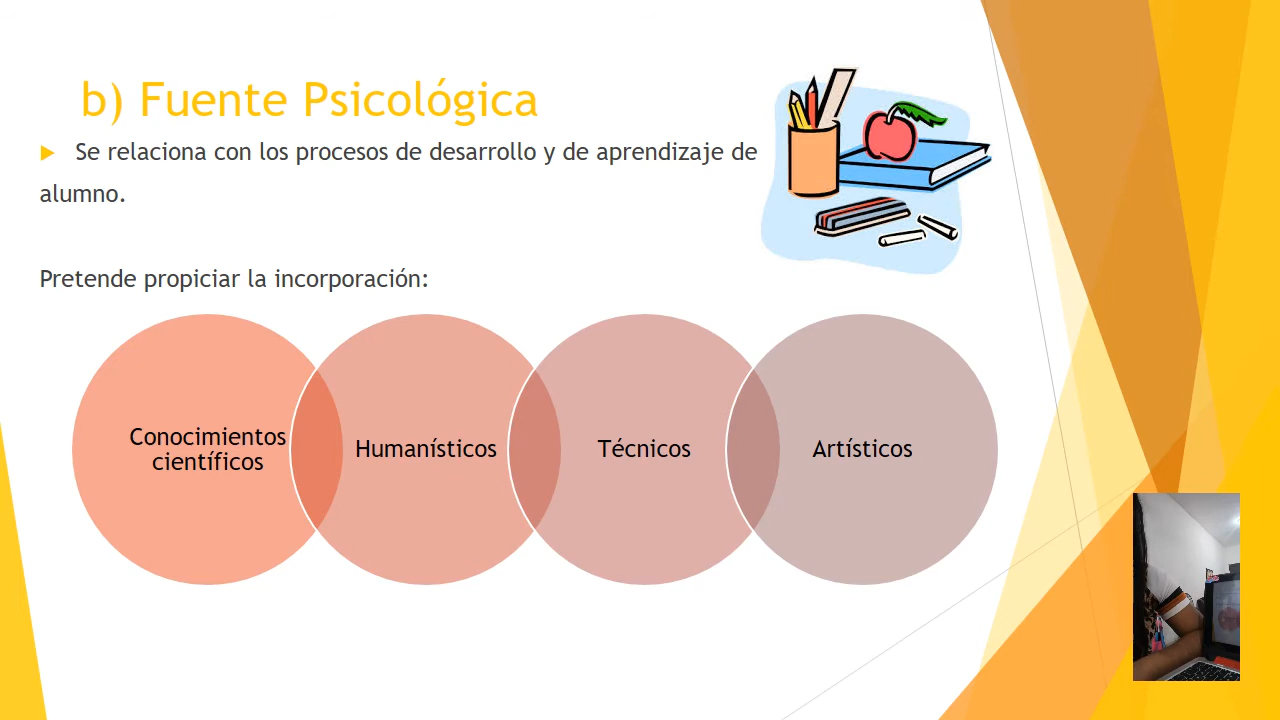 b) Fuente Psicológica
Se relaciona con los procesos de desarrollo y de aprendizaje de
alumno.
Pretende propiciar la incorporación:
Conocimientos
científicos
Humanísticos
Técnicos
Artísticos